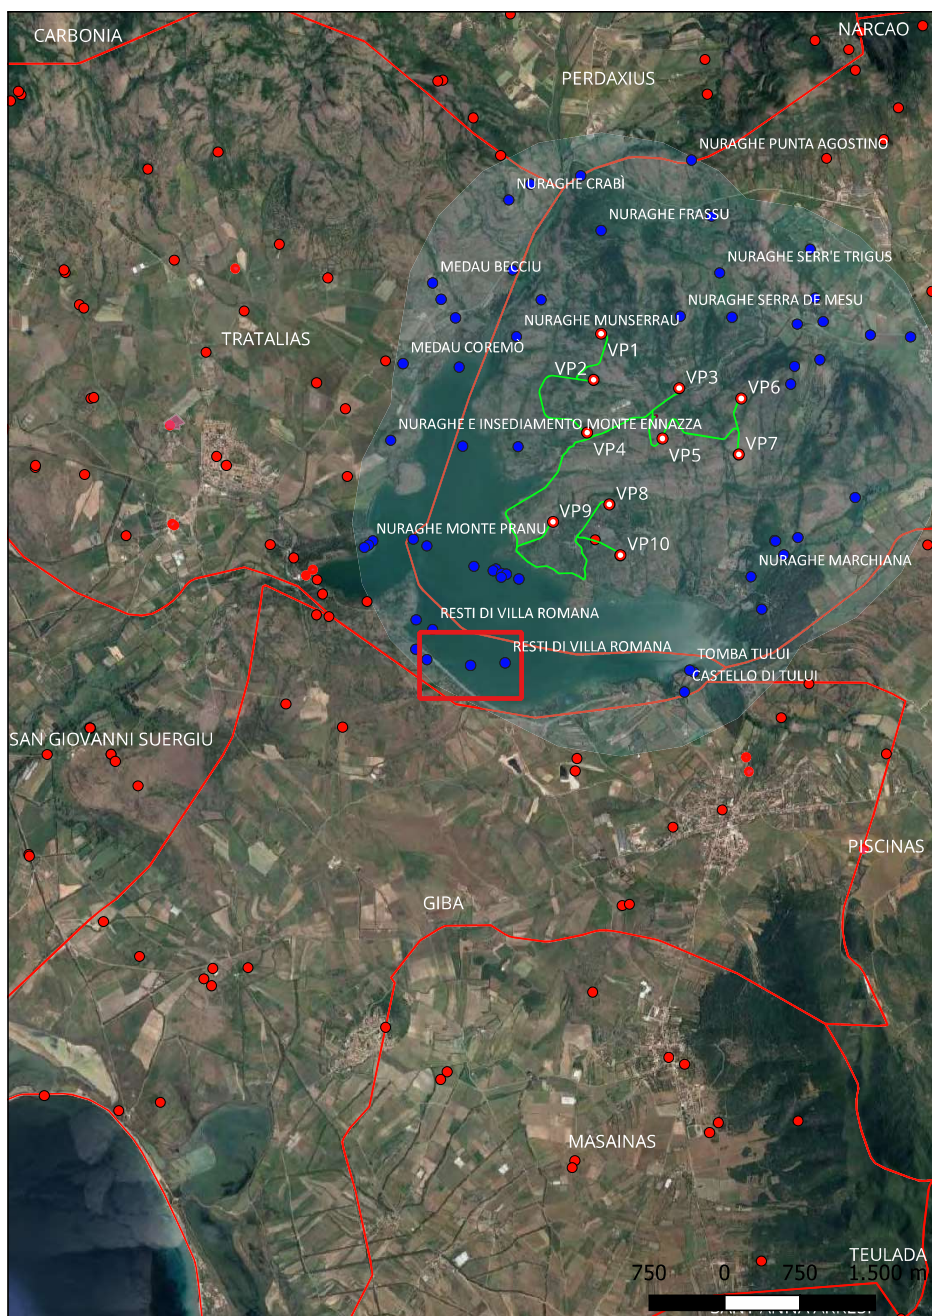 CARBONIA
NARCAO
PERDAXIUS
NURAGHE PUNTA AGOSTINO
NURAGHE CRABÌ
NURAGHE FRASSU
MEDAU BECCIU
NURAGHE SERR'E TRIGUS
NURAGHE SERRA DE MESU
NURAGHE MUNSERRAU
TRATALIAS
MEDAU COREMÒ
VP1
VP2
VP3
VP6
NURAGHE E INSEDIAMENTO MONTE ENNAZZA
VP4
VP5
VP7
VP8
VP9
NURAGHE MONTE PRANU
VP10
NURAGHE MARCHIANA
RESTI DI VILLA ROMANA
RESTI DI VILLA ROMANA
TOMBA TULUI
CASTELLO DI TULUI
SAN GIOVANNI SUERGIU
PISCINAS
GIBA
MASAINAS
TEULADA
750 0 750 1.500 m